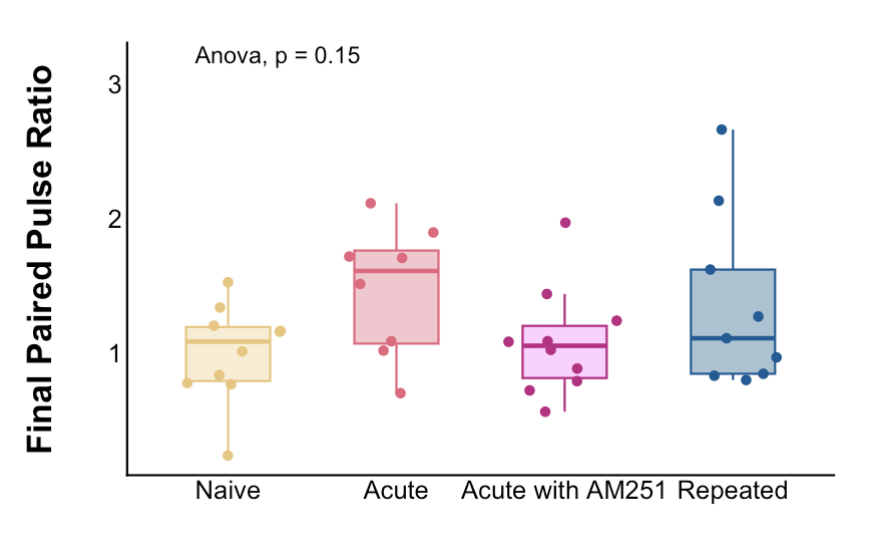 Anova, p = 0.15
Final Paired Pulse Ratio
3
2
1
Naive Acute Acute with AM251 Repeated